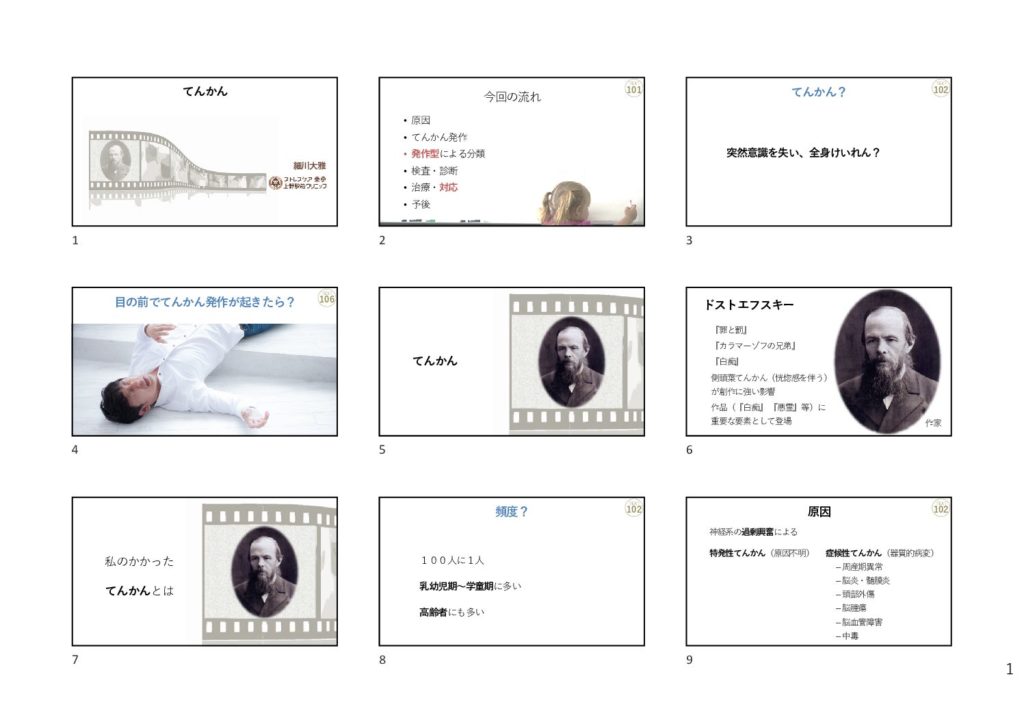 てんかん
細川大雅
ストレスケア 東京
上野駅前クリニック
1
101
今回の流れ
• 原因
• てんかん発作
• 発作型による分類
• 検査・診断
• 治療・対応
• 予後
2
102
てんかん？
突然意識を失い、全身けいれん？
3
106
目の前でてんかん発作が起きたら？
4
てんかん
5
ドストエフスキー
『罪と罰』
『カラマーゾフの兄弟』
『白痴』
側頭葉てんかん（恍惚感を伴う）
が創作に強い影響
作品（『白痴』『悪霊』等）に
重要な要素として登場
作家
6
私のかかった
てんかんとは
7
102
頻度？
１００人に１人
乳幼児期～学童期に多い
高齢者にも多い
8
102
原因
神経系の過剰興奮による
特発性てんかん（原因不明）
症候性てんかん（器質的病変）
–周産期異常
–脳炎・髄膜炎
–頭部外傷
–脳腫瘍
–脳血管障害
–中毒
9
1